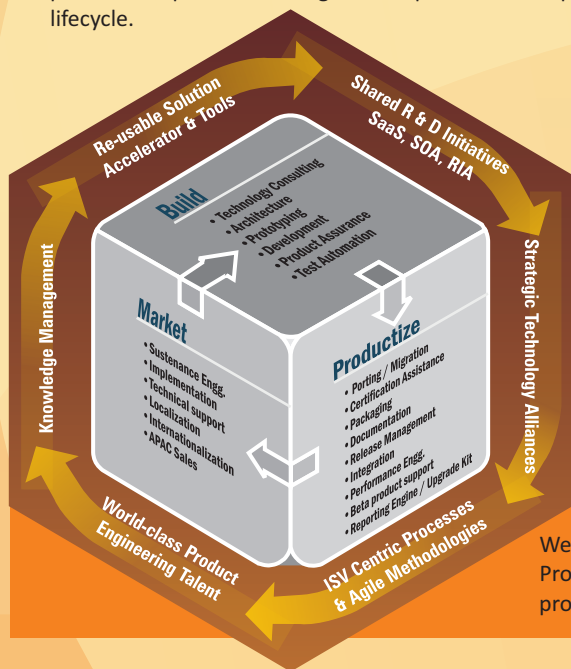 lifecycle.
Re-usable Solution
Accelerator & Tools
Shared R & D Initiatives
SaaS, SOA, RIA
Strategic Technology Alliances
ISV Centric Processes
& Agile Methodologies
World-class Product
Engineering Talent
Knowledge Management
Build
• Technology Consulting
• Architecture
• Prototyping
• Development
• Product Assurance
• Test Automation
Market
• Sustenance Engg.
• Implementation
• Technical support
• Localization
• Internationalization
• APAC Sales
Productize
• Porting / Migration
• Certification Assistance
• Packaging
• Documentation
• Release Management
• Integration
• Performance Engg.
• Beta product support
• Reporting Engine / Upgrade Kit
We
Pro
pro